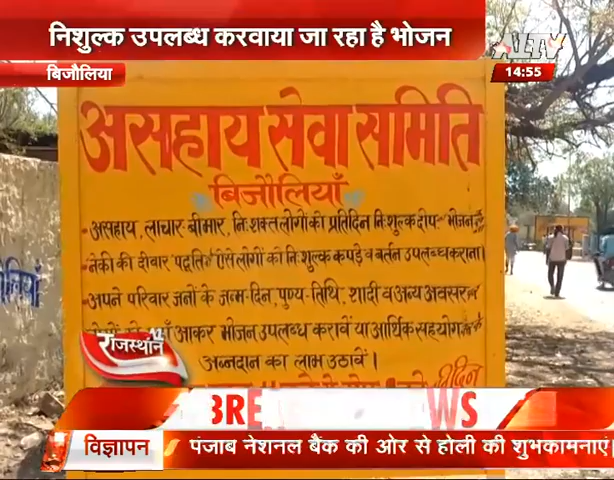 निशुल्क उपलब्ध करवाया जा रहा है भोजन
बिजौलिया
14:55
असहाय सेवा समिति
बिजौलियाँ
असहाय, लाचार-बीमार, निःशक्त लोगों को प्रतिदिन निःशुल्क भोजन
नेकी की दीवार ऐसे लोगों को निःशुल्क कपड़े व बर्तन उपलब्ध कराना।
अपने परिवार जनों के जन्म-दिन, पुण्य-तिथि, शादी व अन्य अवसर
आकर भोजन उपलब्ध करावें या आर्थिक सहयोग
अन्नदान का लाभ उठावें।
राजस्थान
विज्ञापन
पंजाब नेशनल बैंक की ओर से होली की शुभकामनाएं।